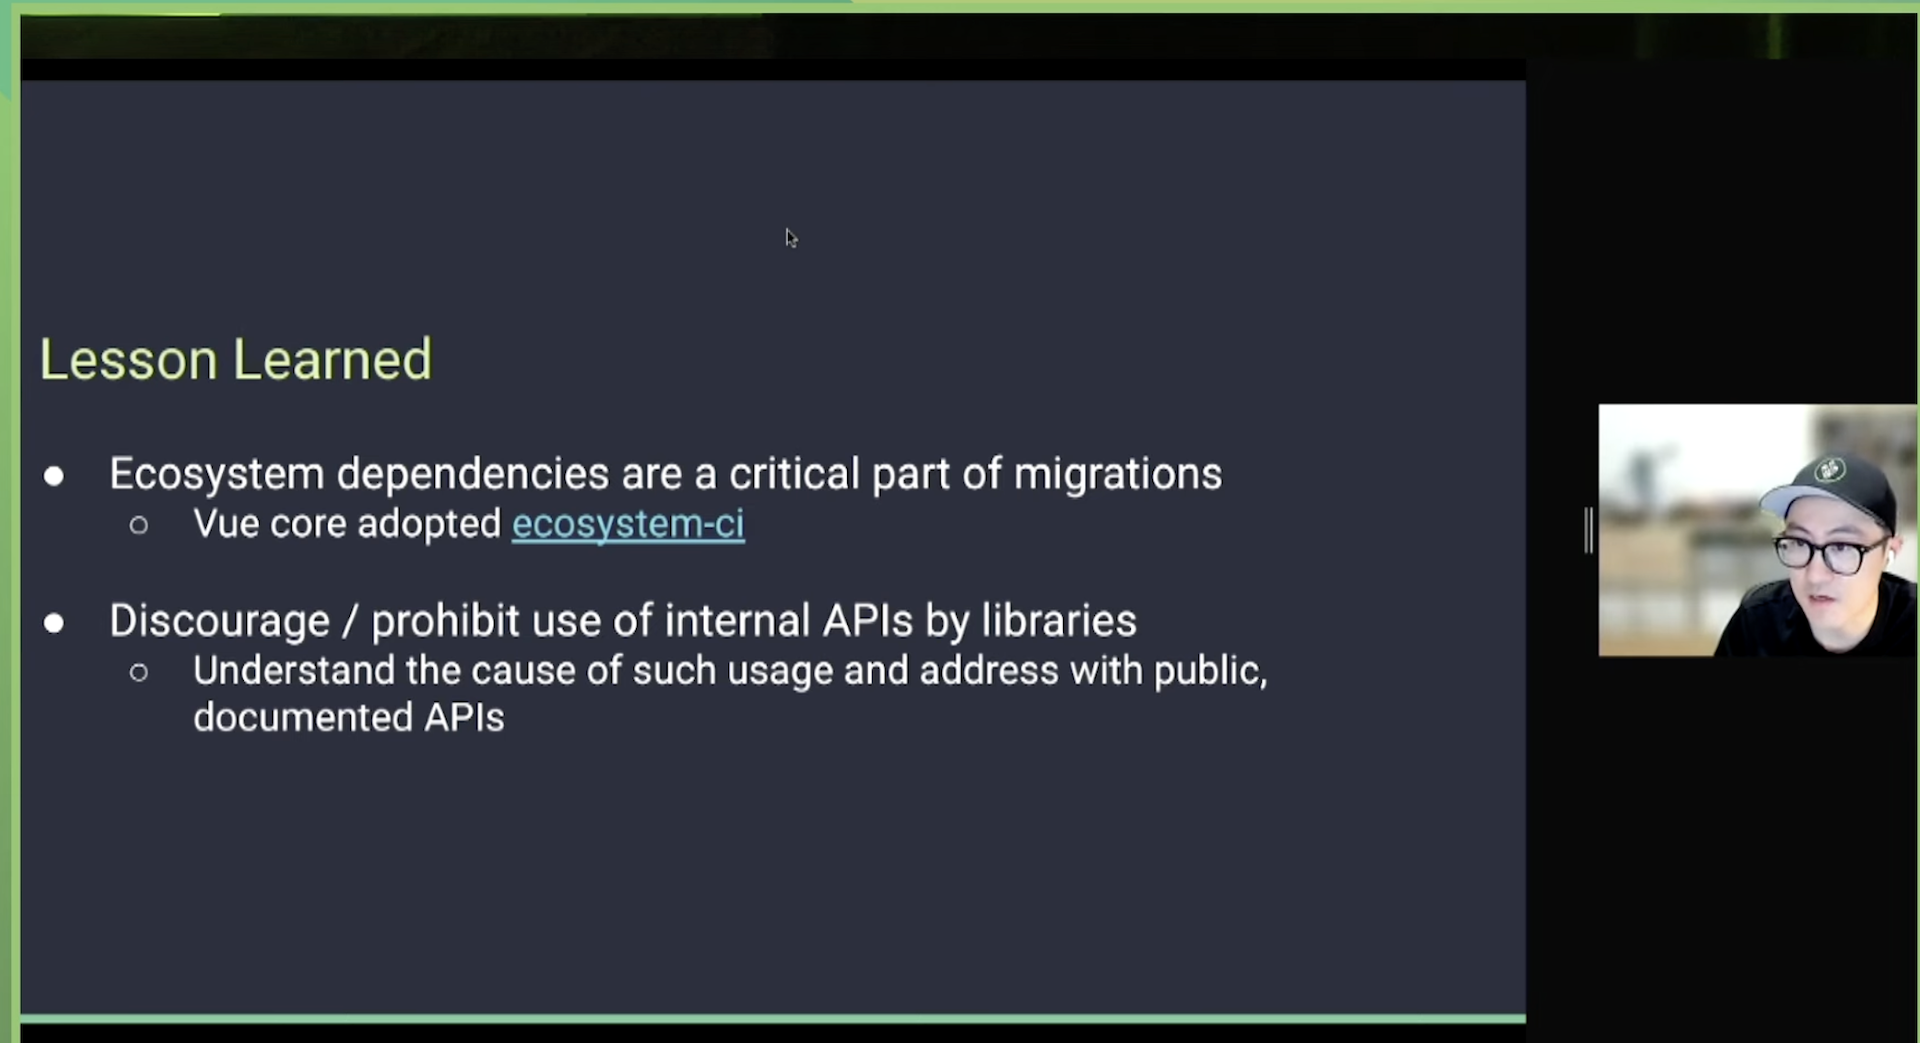 Lesson Learned
Ecosystem dependencies are a critical part of migrations
Vue core adopted ecosystem-ci
Discourage / prohibit use of internal APIs by libraries
Understand the cause of such usage and address with public,
documented APIs